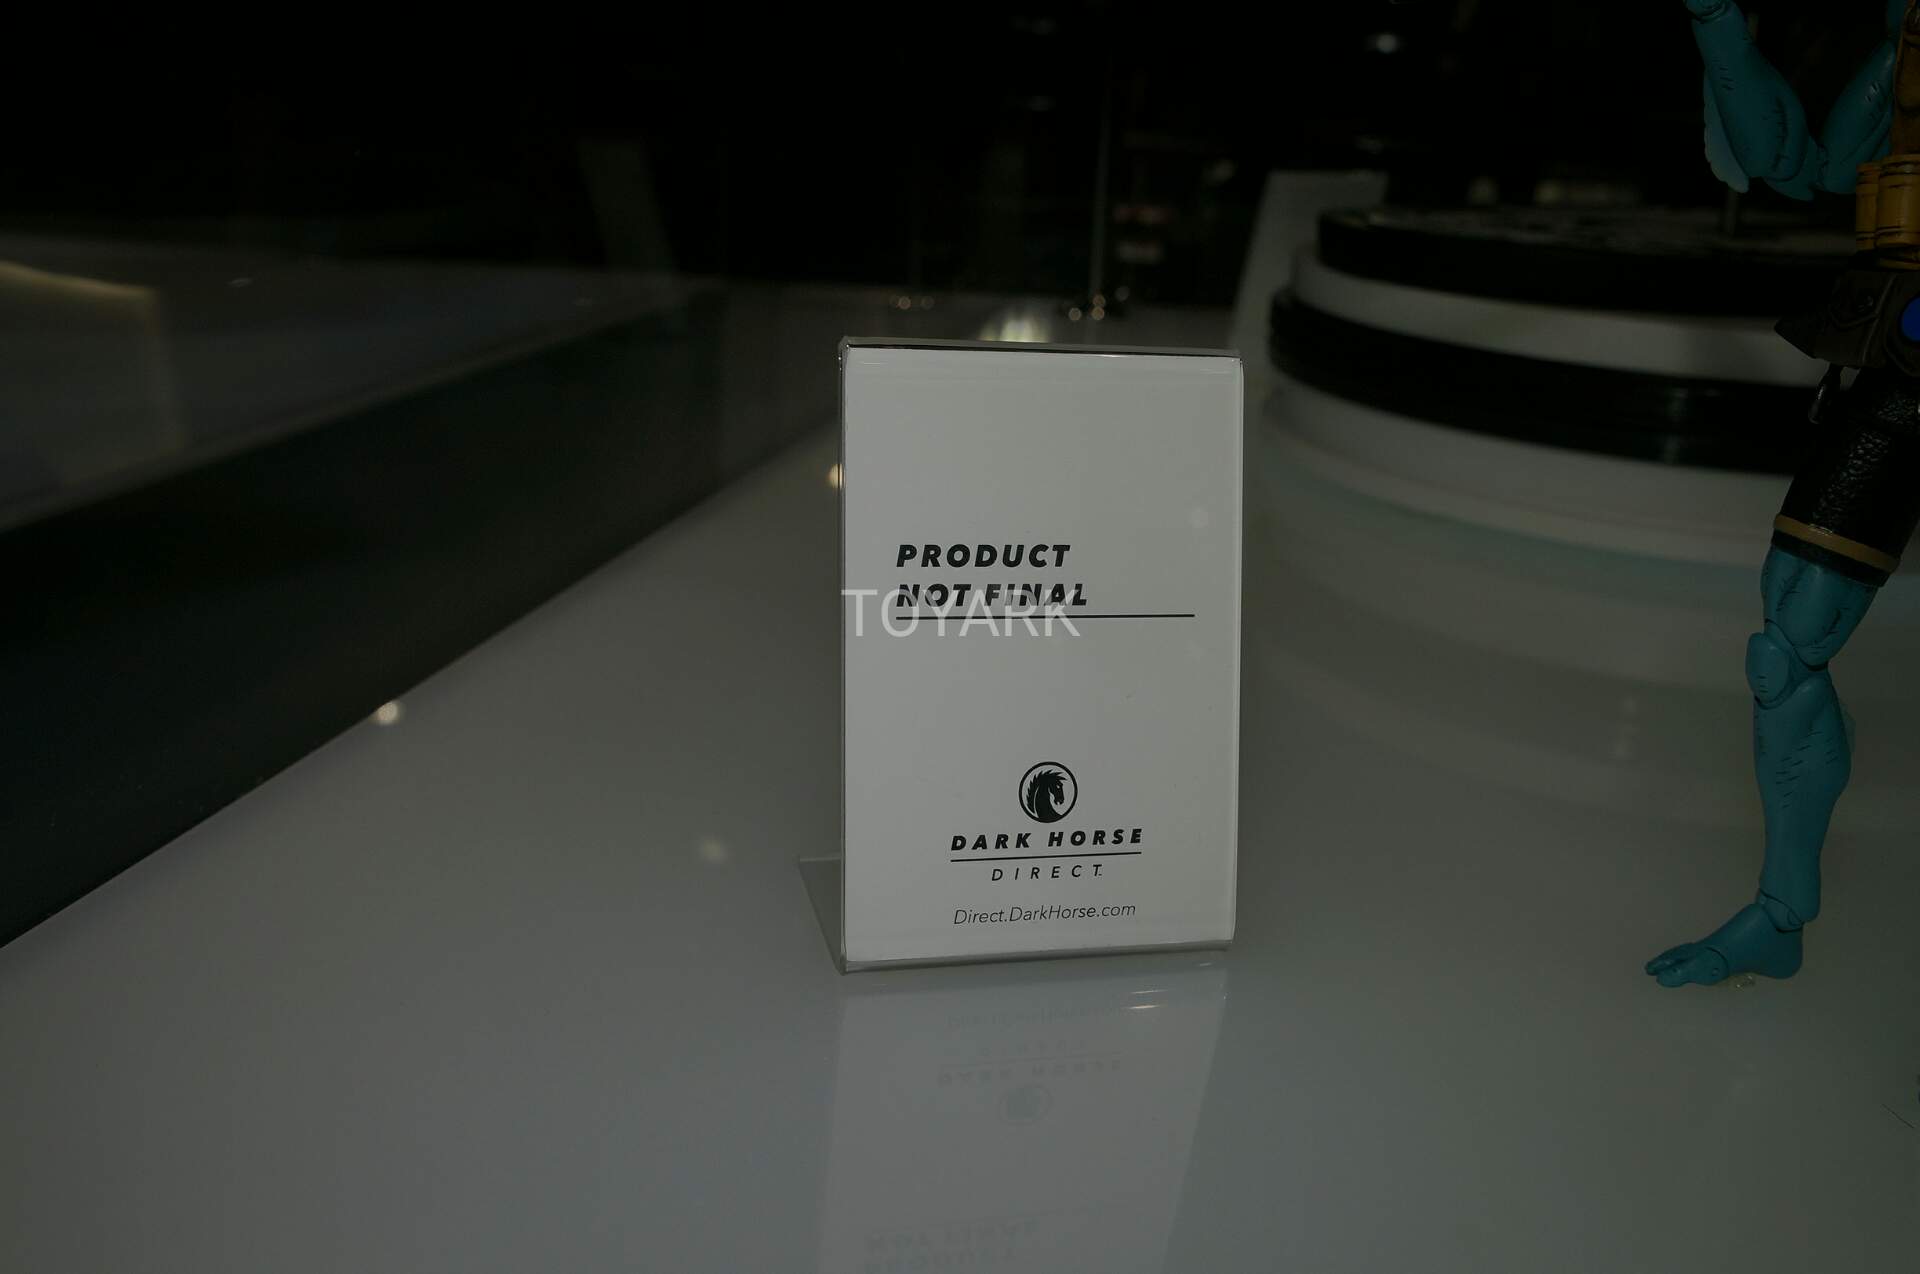 PRODUCT
NOT FINAL
TOYARK
DARK HORSE
DIRECT
Direct.DarkHorse.com